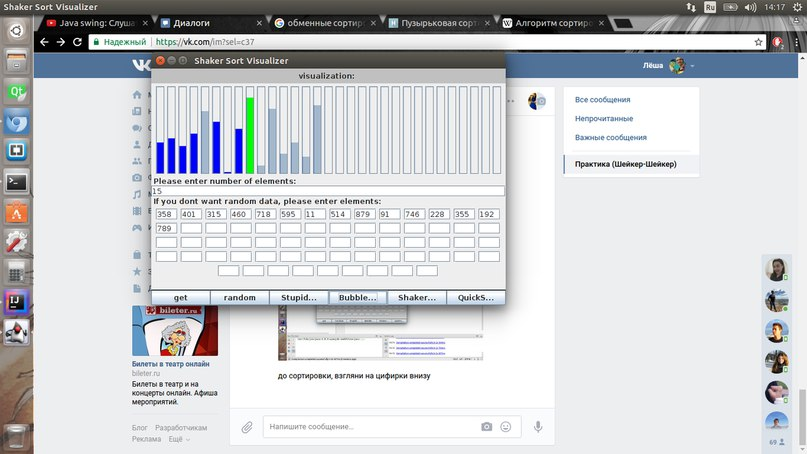 Shaker Sort Visualizer
Ru
14:17
Java swing: Слуша
Диалоги
обменные сортир
Пузырьковая сорт
Алгоритм сортиро
Надежный
https://vk.com/im?sel=c37
Лёша
Shaker Sort Visualizer
visualization:
Please enter number of elements:
15
If you dont want random data, please enter elements:
358 401 315 460 718 595 11 514 879 91 746 228 355 192
789
get random Stupid... Bubble... Shaker... QuickS...
Все сообщения
Непрочитанные
Важные сообщения
Практика (Шейкер-Шейкер)
bileter.ru
Билеты в театр онлайн
bileter.ru
Билеты в театр и на
концерты онлайн. Афиша
мероприятий.
Блог Разработчикам
Реклама Ещё
до сортировки, взгляни на цифирки внизу
Напишите сообщение...
69